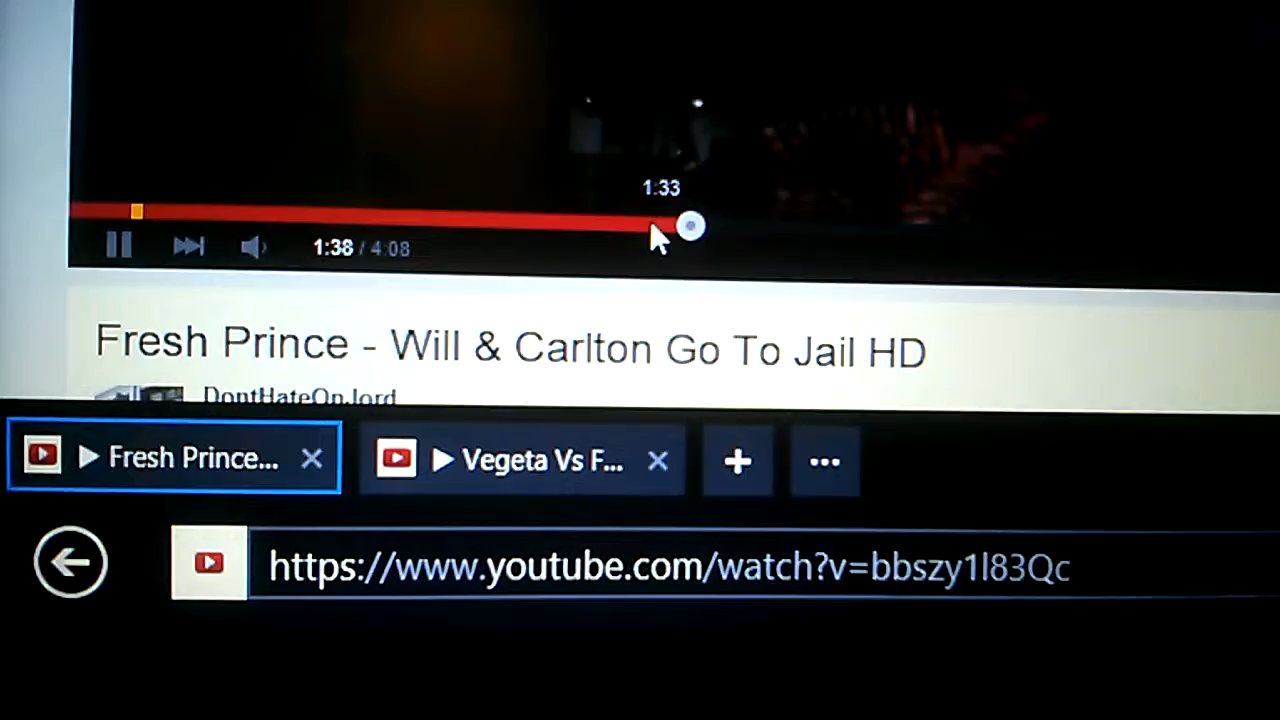 1:33
1:38 / 4:08
Fresh Prince - Will & Carlton Go To Jail HD
DontHateOnJord
Fresh Prince...
Vegeta Vs F...
https://www.youtube.com/watch?v=bbszy1l83Qc